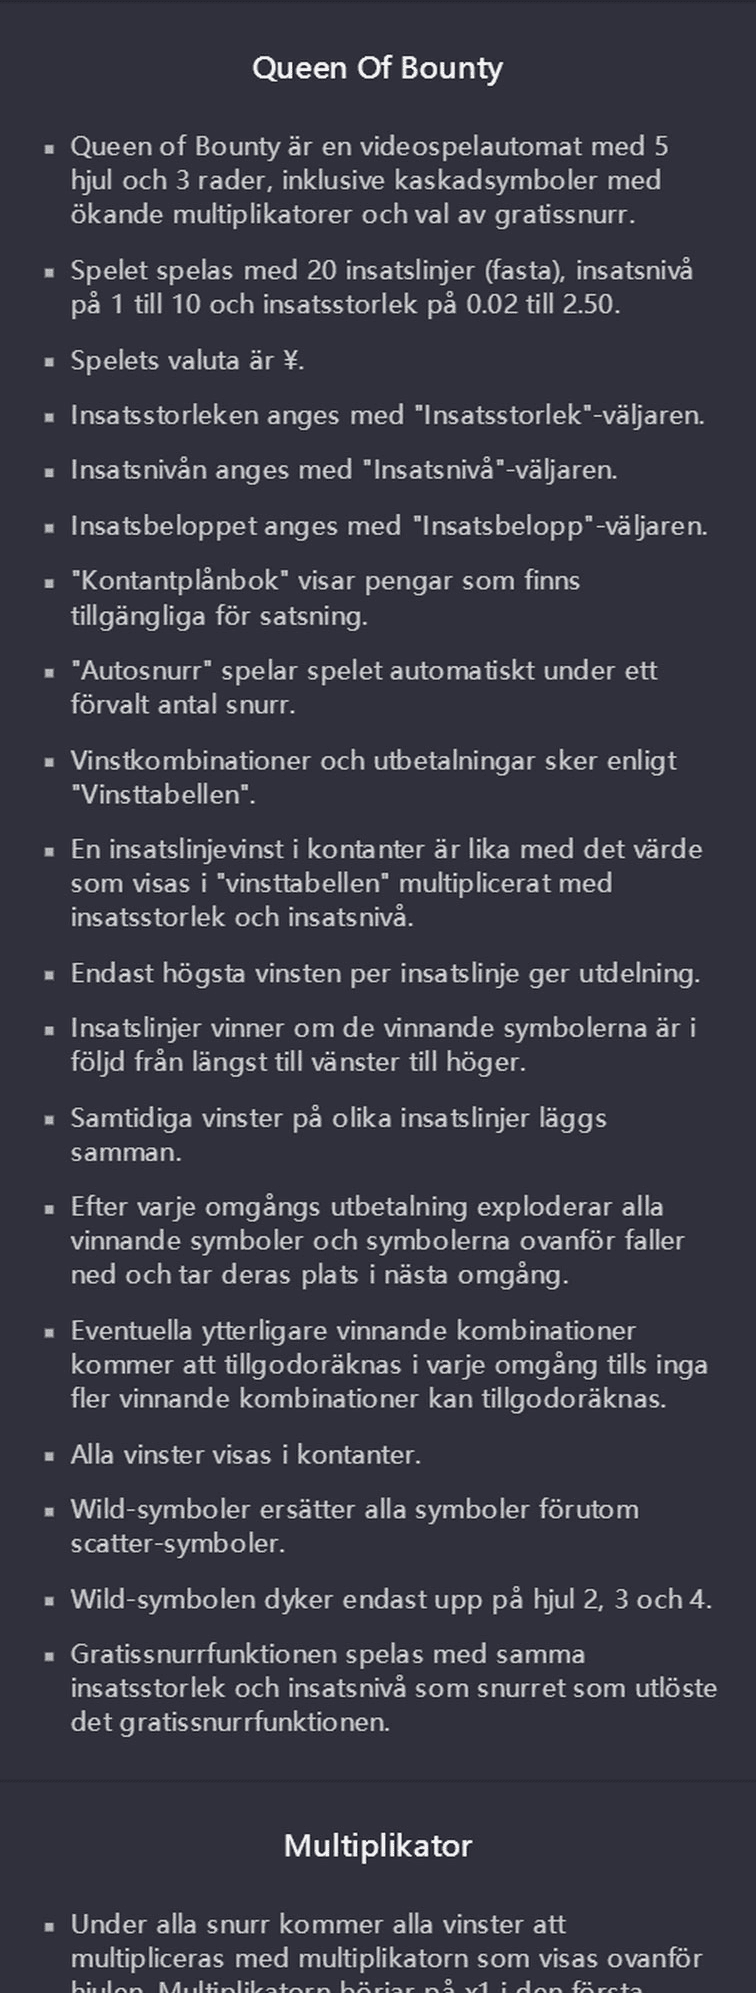 Queen Of Bounty
▪ Queen of Bounty är en videospelautomat med 5
hjul och 3 rader, inklusive kaskadsymboler med
ökande multiplikatorer och val av gratissnurr.
▪ Spelet spelas med 20 insatslinjer (fasta), insatsnivå
på 1 till 10 och insatsstorlek på 0.02 till 2.50.
▪ Spelets valuta är ¥.
▪ Insatsstorleken anges med "Insatsstorlek"-väljaren.
▪ Insatsnivån anges med "Insatsnivå"-väljaren.
▪ Insatsbeloppet anges med "Insatsbelopp"-väljaren.
▪ "Kontantplånbok" visar pengar som finns
tillgängliga för satsning.
▪ "Autosnurr" spelar spelet automatiskt under ett
förvalt antal snurr.
▪ Vinstkombinationer och utbetalningar sker enligt
"Vinsttabellen".
▪ En insatslinjevinst i kontanter är lika med det värde
som visas i "vinsttabellen" multiplicerat med
insatsstorlek och insatsnivå.
▪ Endast högsta vinsten per insatslinje ger utdelning.
▪ Insatslinjer vinner om de vinnande symbolerna är i
följd från längst till vänster till höger.
▪ Samtidiga vinster på olika insatslinjer läggs
samman.
▪ Efter varje omgångs utbetalning exploderar alla
vinnande symboler och symbolerna ovanför faller
ned och tar deras plats i nästa omgång.
▪ Eventuella ytterligare vinnande kombinationer
kommer att tillgodoräknas i varje omgång tills inga
fler vinnande kombinationer kan tillgodoräknas.
▪ Alla vinster visas i kontanter.
▪ Wild-symboler ersätter alla symboler förutom
scatter-symboler.
▪ Wild-symbolen dyker endast upp på hjul 2, 3 och 4.
▪ Gratissnurrfunktionen spelas med samma
insatsstorlek och insatsnivå som snurret som utlöste
det gratissnurrfunktionen.
Multiplikator
▪ Under alla snurr kommer alla vinster att
multipliceras med multiplikatorn som visas ovanför
hjulen. Multiplikatorn börjar på x1 i den första